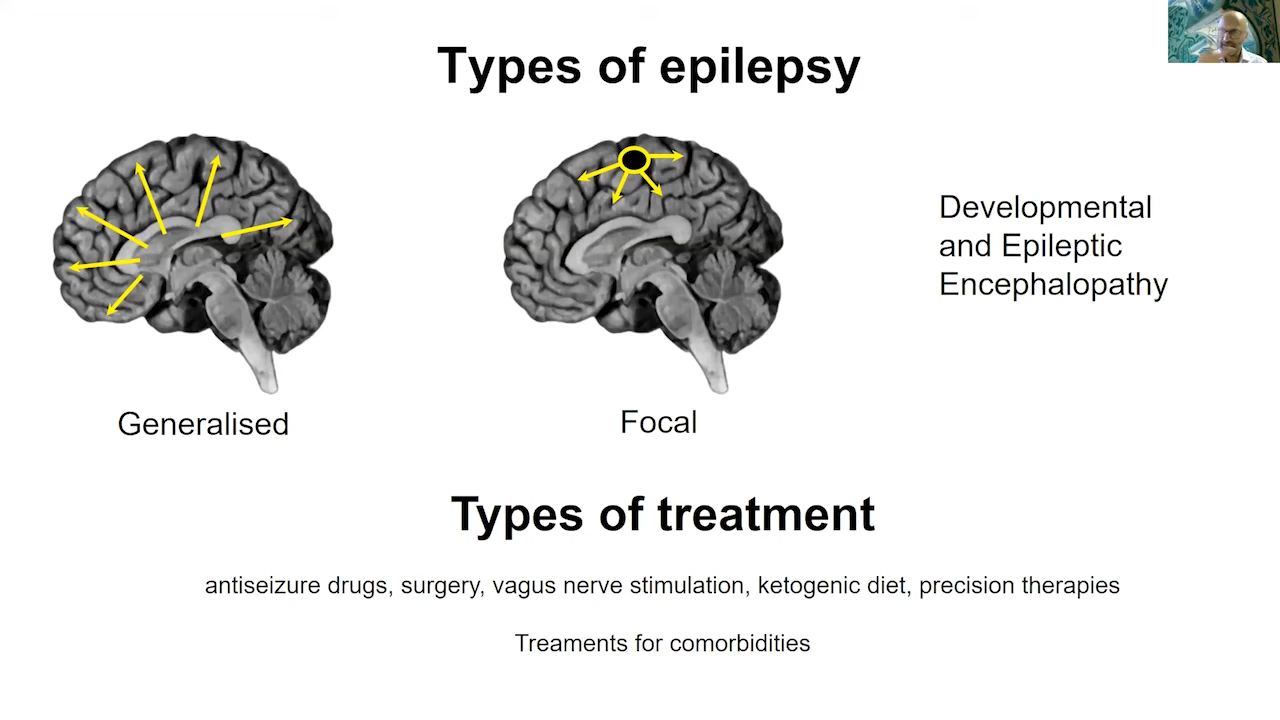 Types of epilepsy
Developmental
and Epileptic
Encephalopathy
Generalised
Focal
Types of treatment
antiseizure drugs, surgery, vagus nerve stimulation, ketogenic diet, precision therapies
Treaments for comorbidities